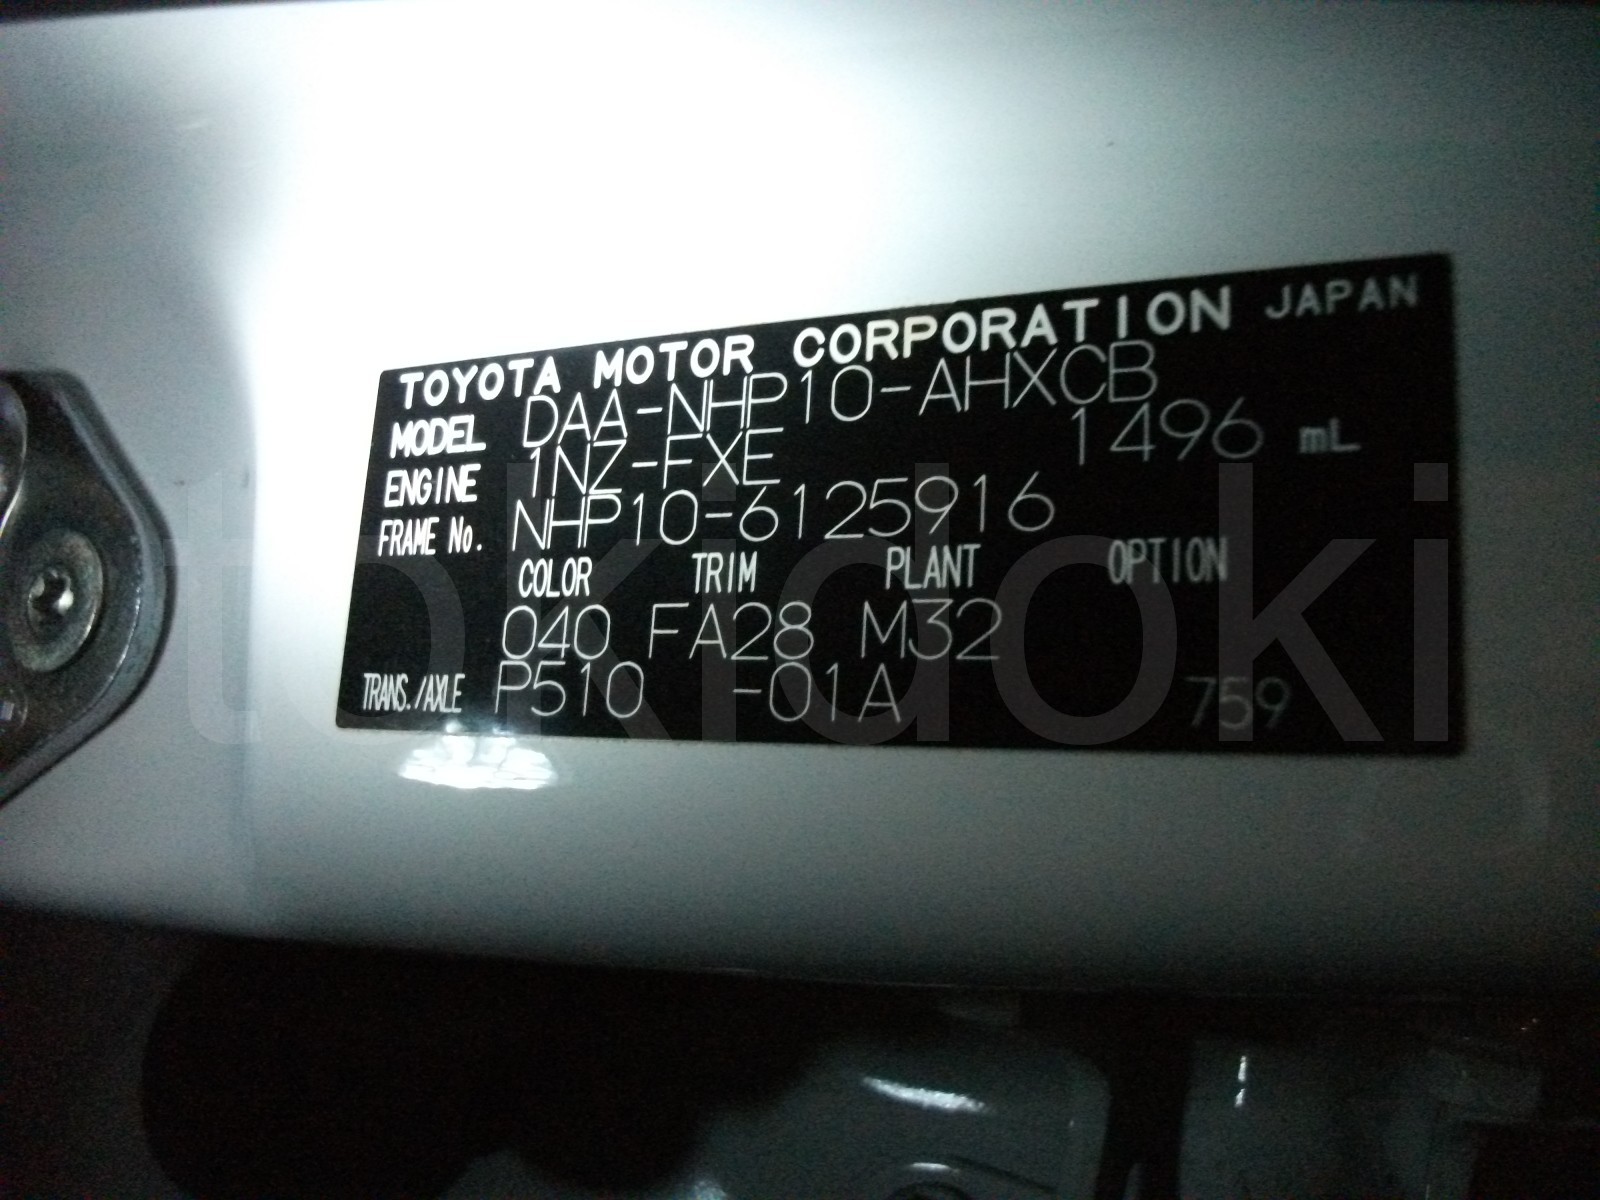 TOYOTA MOTOR CORPORATION JAPAN
MODEL DAA-NHP10-AHXCB
ENGINE 1NZ-FXE 1496 mL
FRAME No. NHP10-6125916
COLOR TRIM PLANT OPTION
040 FA28 M32
TRANS./AXLE P510 -01A 759
tokidoki